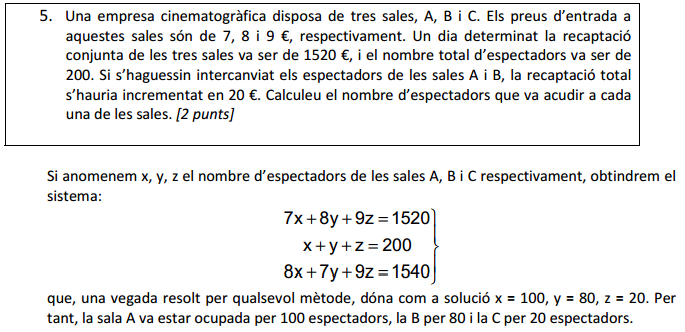 5. Una empresa cinematogràfica disposa de tres sales, A, B i C. Els preus d’entrada a
aquestes sales són de 7, 8 i 9 €, respectivament. Un dia determinat la recaptació
conjunta de les tres sales va ser de 1520 €, i el nombre total d’espectadors va ser de
200. Si s’haguessin intercanviat els espectadors de les sales A i B, la recaptació total
s’hauria incrementat en 20 €. Calculeu el nombre d’espectadors que va acudir a cada
una de les sales. [2 punts]
Si anomenem x, y, z el nombre d’espectadors de les sales A, B i C respectivament, obtindrem el
sistema:
7x+8y+9z=1520
x+y+z=200
8x+7y+9z=1540
que, una vegada resolt per qualsevol mètode, dóna com a solució x = 100, y = 80, z = 20. Per
tant, la sala A va estar ocupada per 100 espectadors, la B per 80 i la C per 20 espectadors.